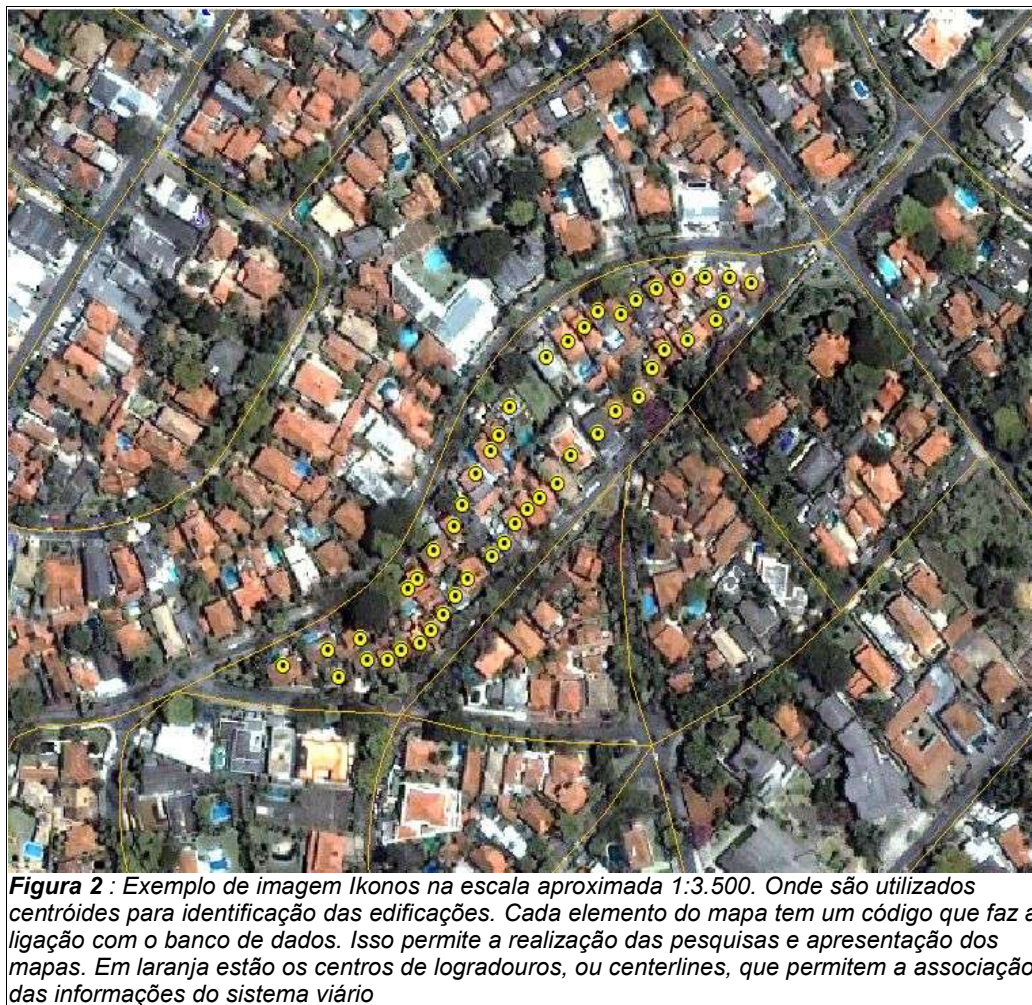 Figura 2 : Exemplo de imagem Ikonos na escala aproximada 1:3.500. Onde são utilizados
centróides para identificação das edificações. Cada elemento do mapa tem um código que faz a
ligação com o banco de dados. Isso permite a realização das pesquisas e apresentação dos
mapas. Em laranja estão os centros de logradouros, ou centerlines, que permitem a associação
das informações do sistema viário